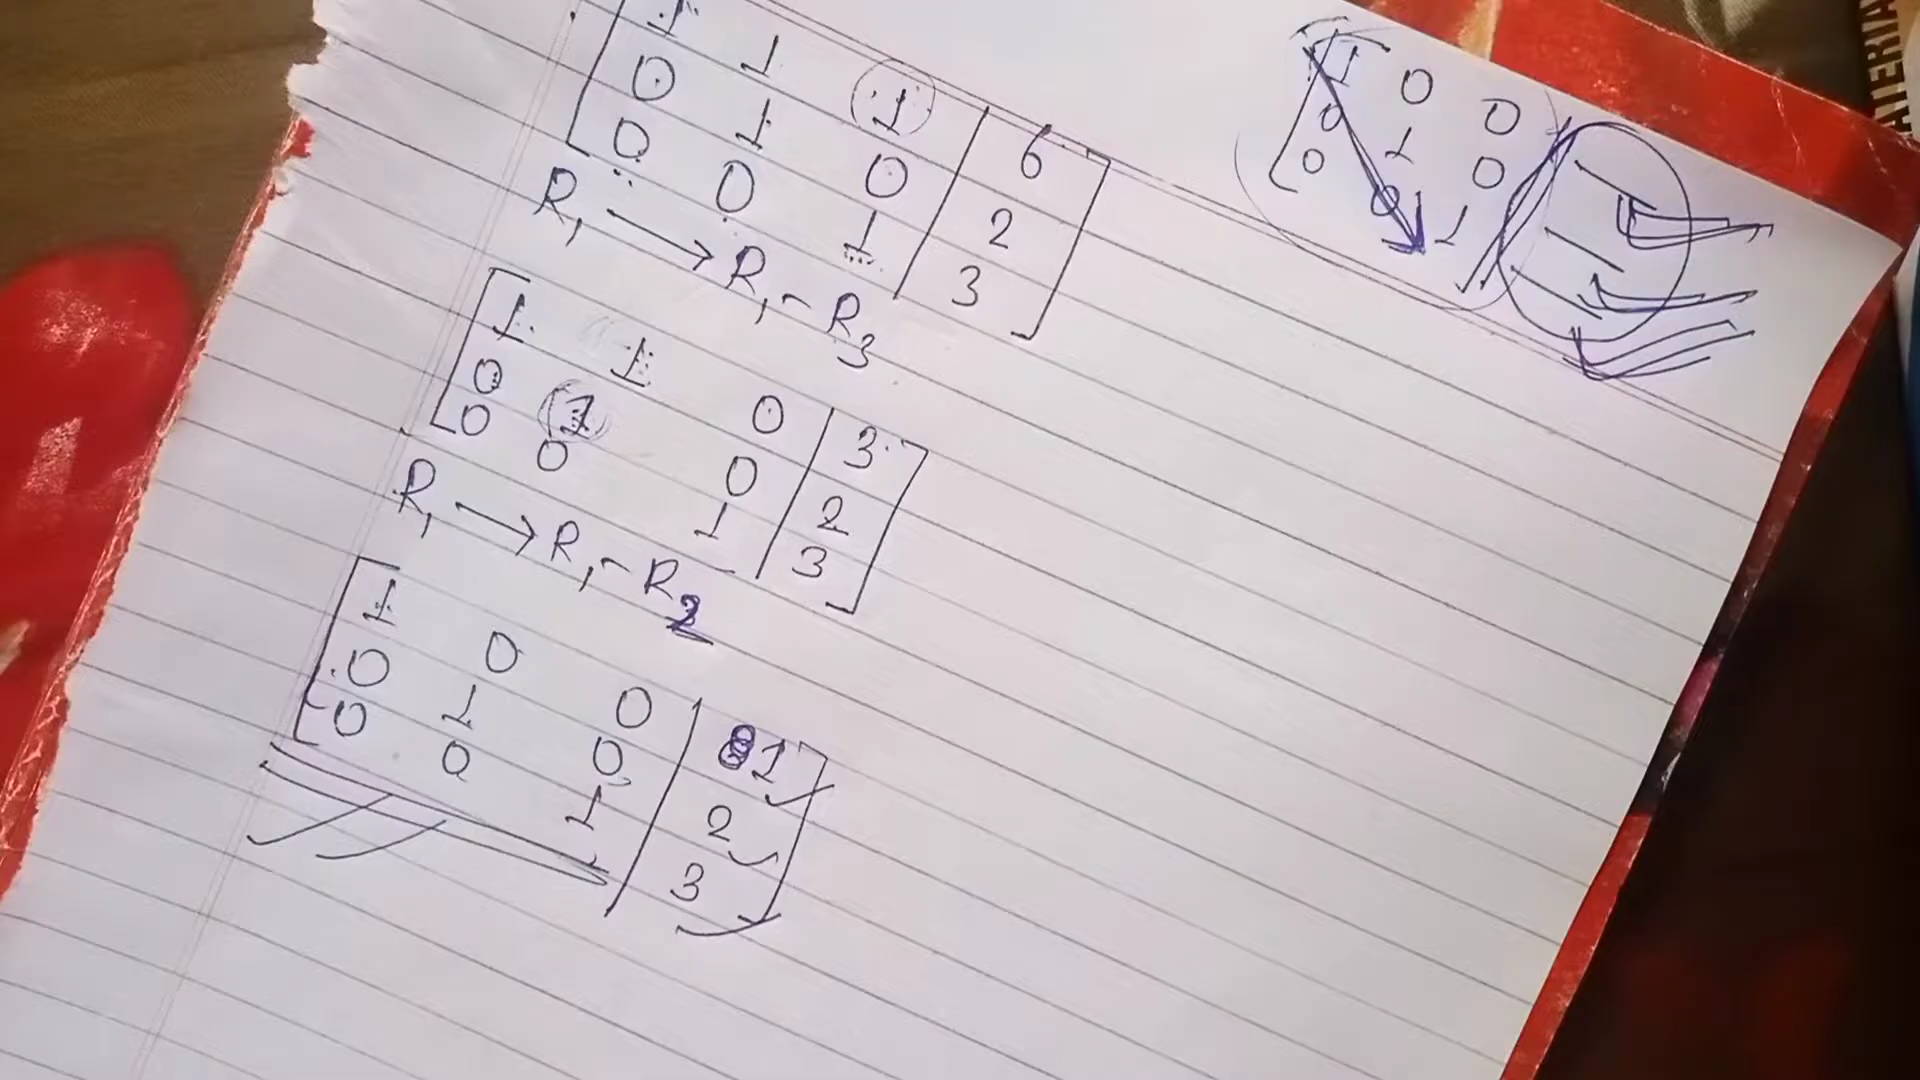 1 1 1 | 6
0 1 0 | 2
0 0 1 | 3
R₁ → R₁ - R₃
1 1 0 | 3
0 1 0 | 2
0 0 1 | 3
R₁ → R₁ - R₂
1 0 0 | 1
0 1 0 | 2
0 0 1 | 3
1 0 0
0 1 0
0 0 1